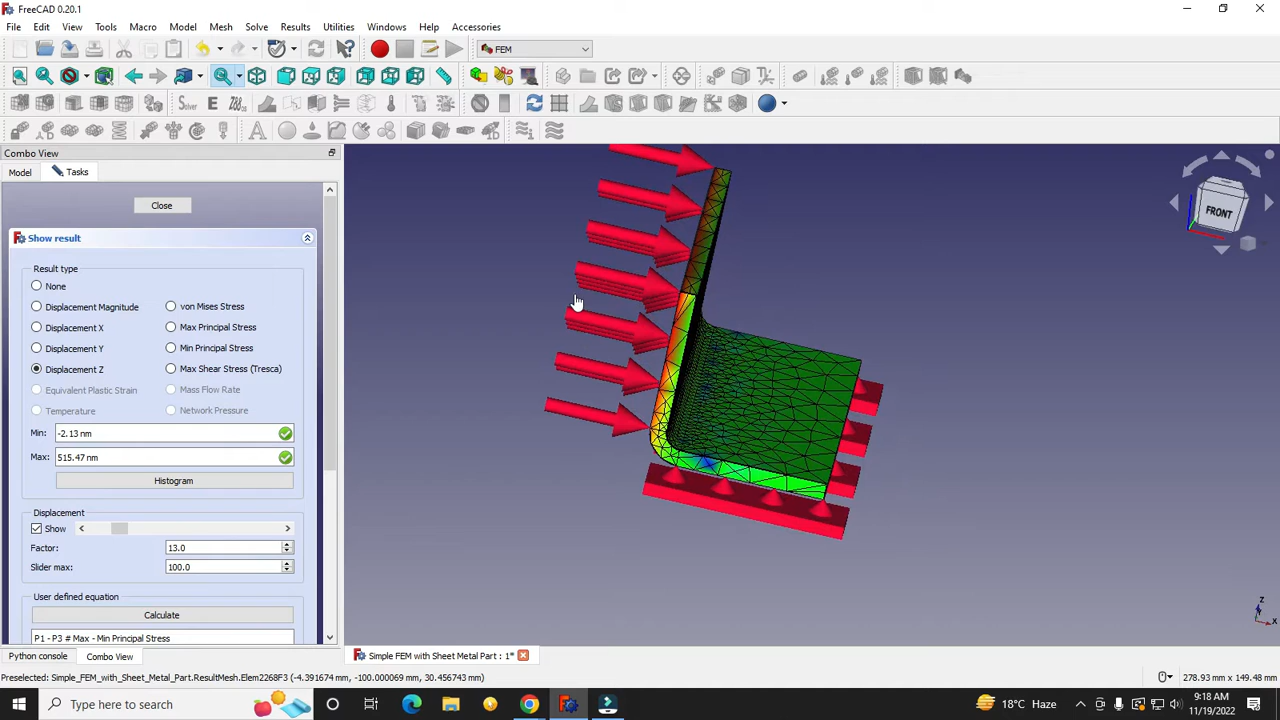 FreeCAD 0.20.1
File Edit View Tools Macro Model Mesh Solve Results Utilities Windows Help Accessories
FEM
Combo View
Model Tasks
Close
Show result
Result type
None
Displacement Magnitude von Mises Stress
Displacement X Max Principal Stress
Displacement Y Min Principal Stress
Displacement Z Max Shear Stress (Tresca)
Equivalent Plastic Strain Mass Flow Rate
Temperature Network Pressure
Min: -2.13 nm
Max: 515.47 nm
Histogram
Displacement
Show
Factor: 13.0
Slider max: 100.0
User defined equation
Calculate
P1 - P3 # Max - Min Principal Stress
FRONT
z
x
Python console Combo View
Simple FEM with Sheet Metal Part : 1*
Preselected: Simple_FEM_with_Sheet_Metal_Part.ResultMesh.Elem2268F3 (-4.391674 mm, -100.000069 mm, 30.456743 mm)
278.93 mm x 149.48 mm
Type here to search
18°C Haze
9:18 AM
11/19/2022